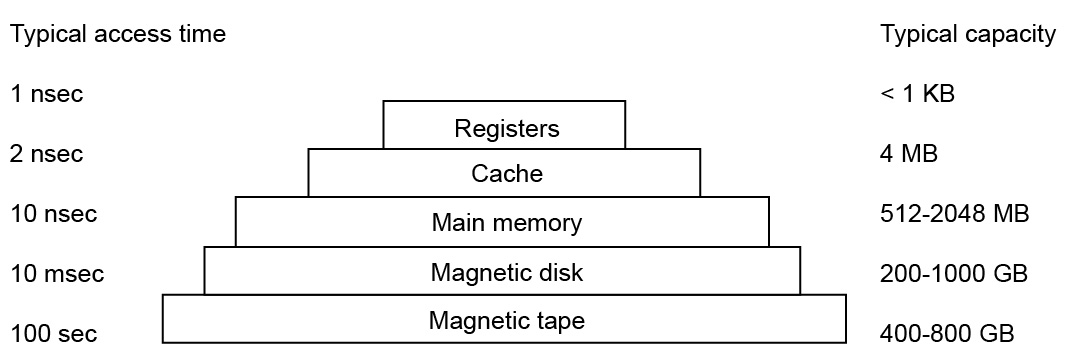 Typical access time Typical capacity
1 nsec < 1 KB
Registers
2 nsec 4 MB
Cache
10 nsec 512-2048 MB
Main memory
10 msec Magnetic disk 200-1000 GB
Magnetic tape
100 sec 400-800 GB